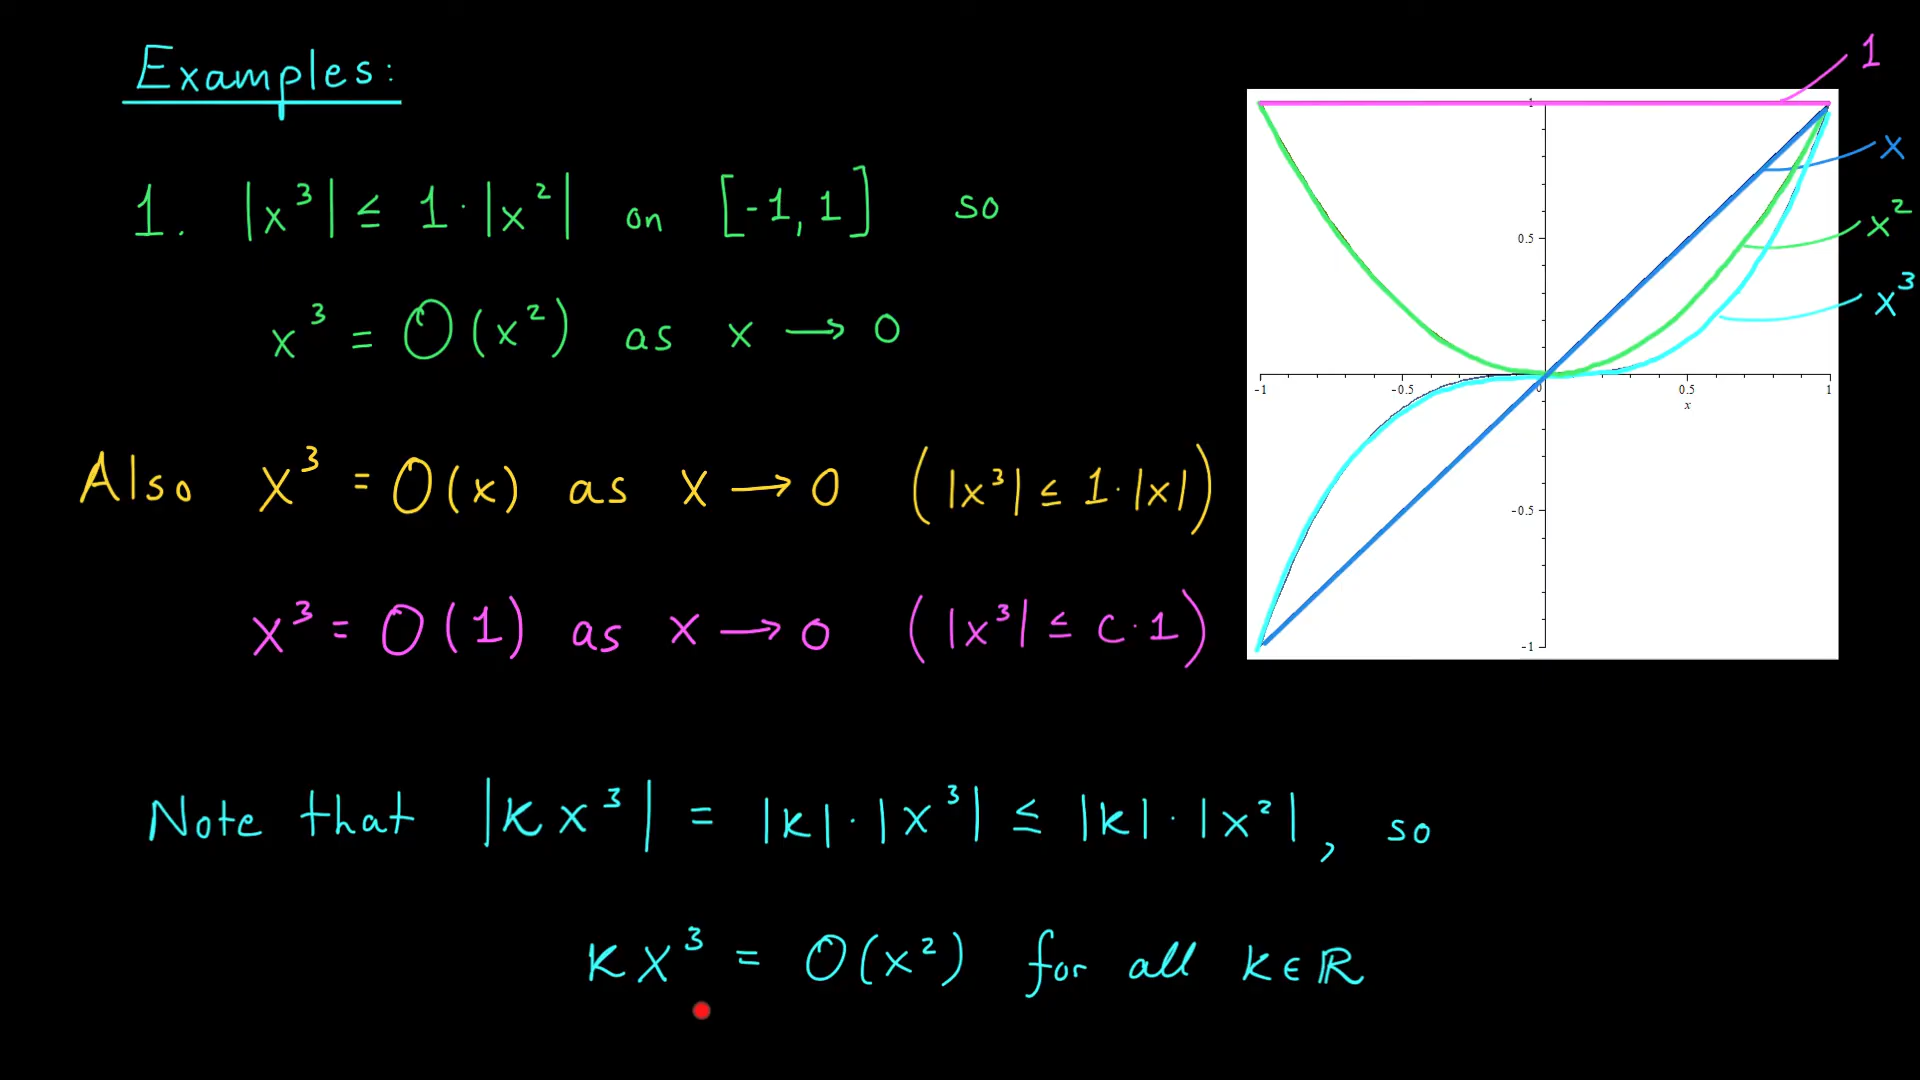 Examples:
1. |x³| ≤ 1·|x²| on [-1,1] so
x³ = O(x²) as x → 0
Also x³ = O(x) as x → 0 (|x³| ≤ 1·|x|)
x³ = O(1) as x → 0 (|x³| ≤ C·1)
Note that |kx³| = |k|·|x³| ≤ |k|·|x²|, so
kx³ = O(x²) for all k∈ℝ
1
x
x²
x³
1
0.5
-1 -0.5 0 0.5 1
x
-0.5
-1